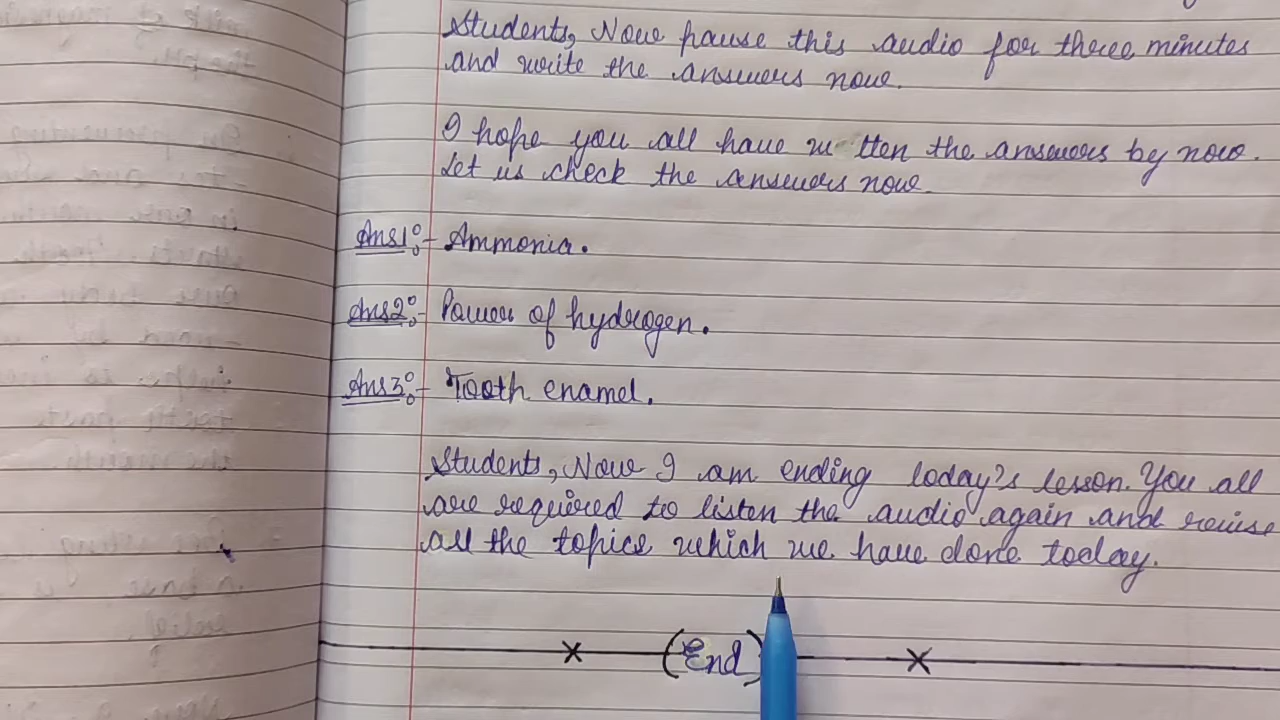 Students, Now pause this audio for three minutes
and write the answers now.
I hope you all have tten the answers by now.
Let us check the answers now.
Ans1:- Ammonia.
Ans2:- Power of hydrogen.
Ans3:- Tooth enamel.
Students, Now I am ending today's lesson. You all
are required to listen the audio again and revise
all the topics which we have done today.
(End)